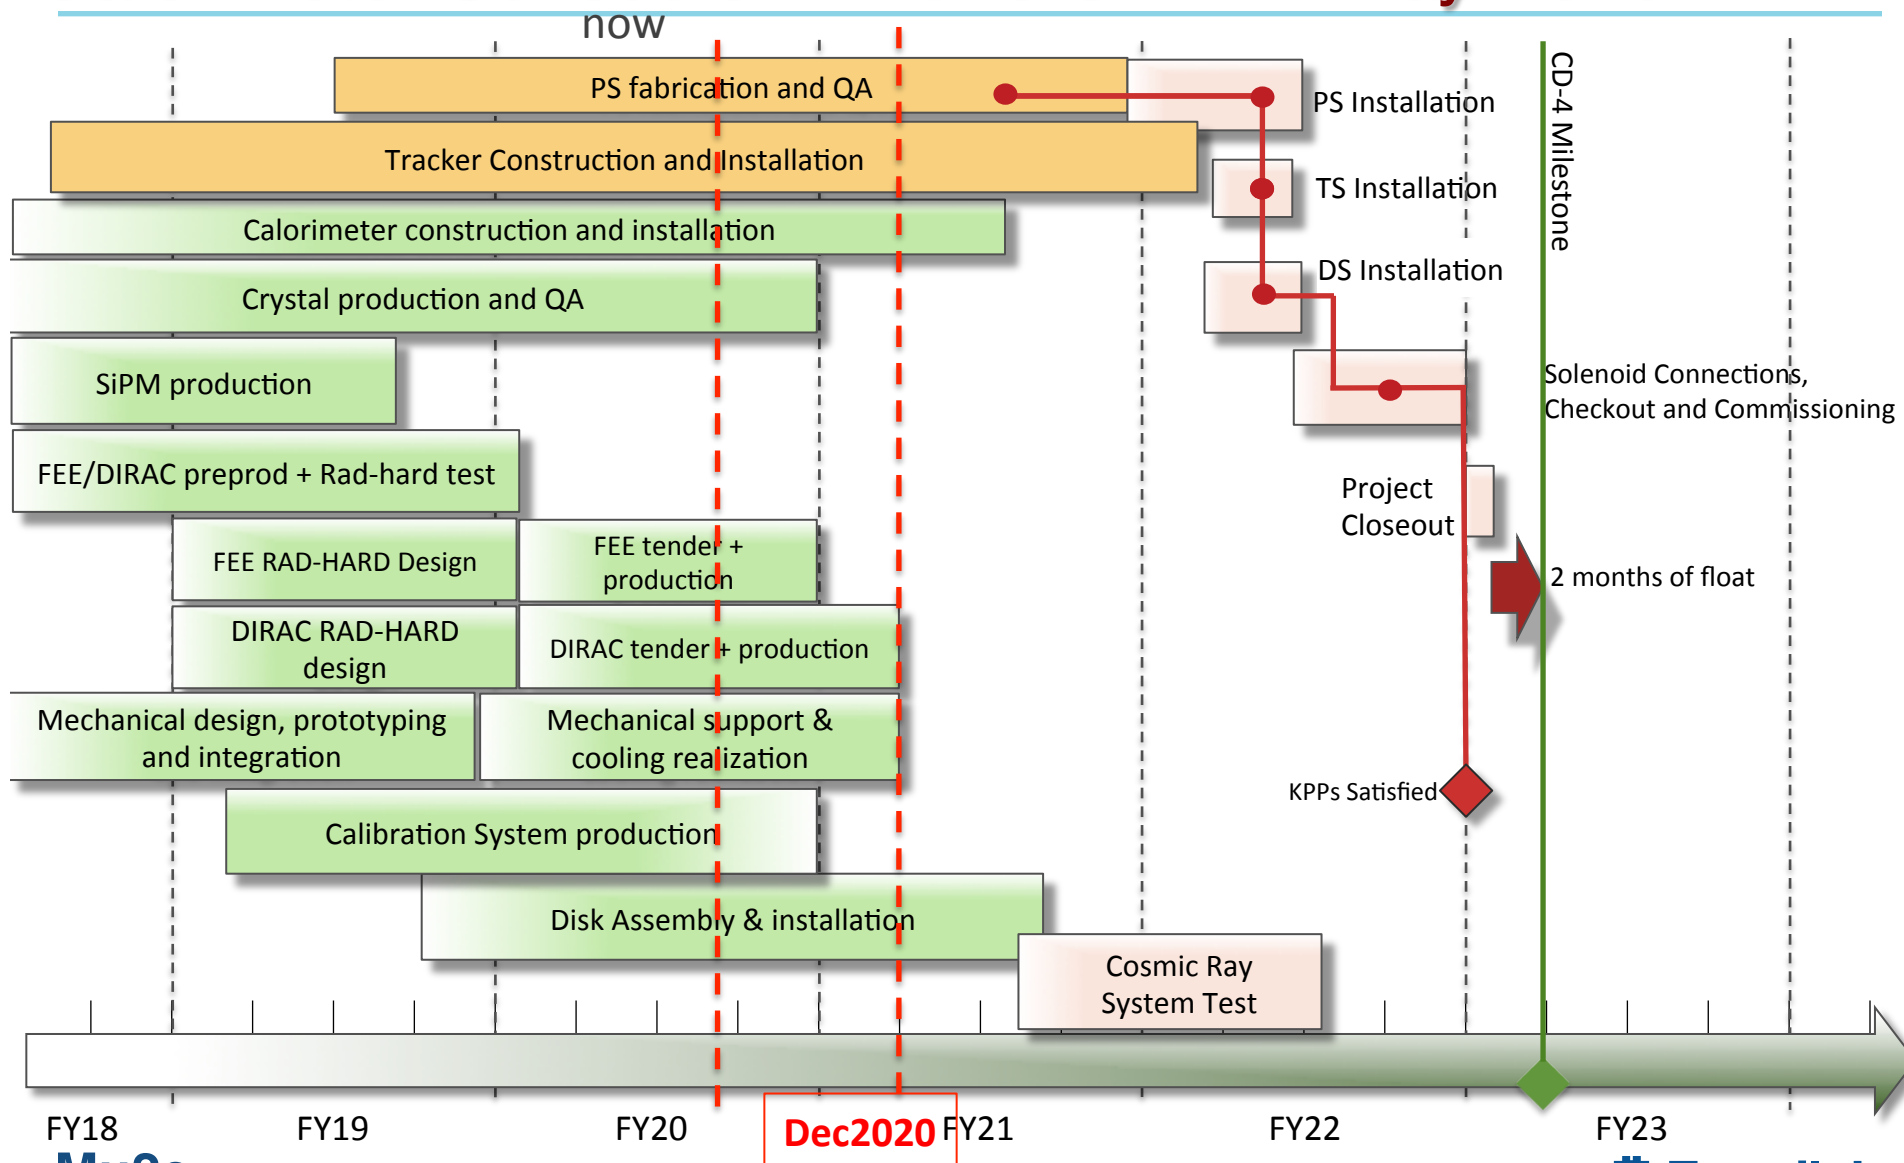 now
PS fabrication and QA
PS Installation
CD-4 Milestone
Tracker Construction and Installation
TS Installation
Calorimeter construction and installation
DS Installation
Crystal production and QA
SiPM production
Solenoid Connections,
Checkout and Commissioning
FEE/DIRAC preprod + Rad-hard test
Project
Closeout
FEE RAD-HARD Design
FEE tender +
production
2 months of float
DIRAC RAD-HARD
design
DIRAC tender + production
Mechanical design, prototyping
and integration
Mechanical support &
cooling realization
KPPs Satisfied
Calibration System production
Disk Assembly & installation
Cosmic Ray
System Test
FY18
FY19
FY20
Dec2020
FY21
FY22
FY23